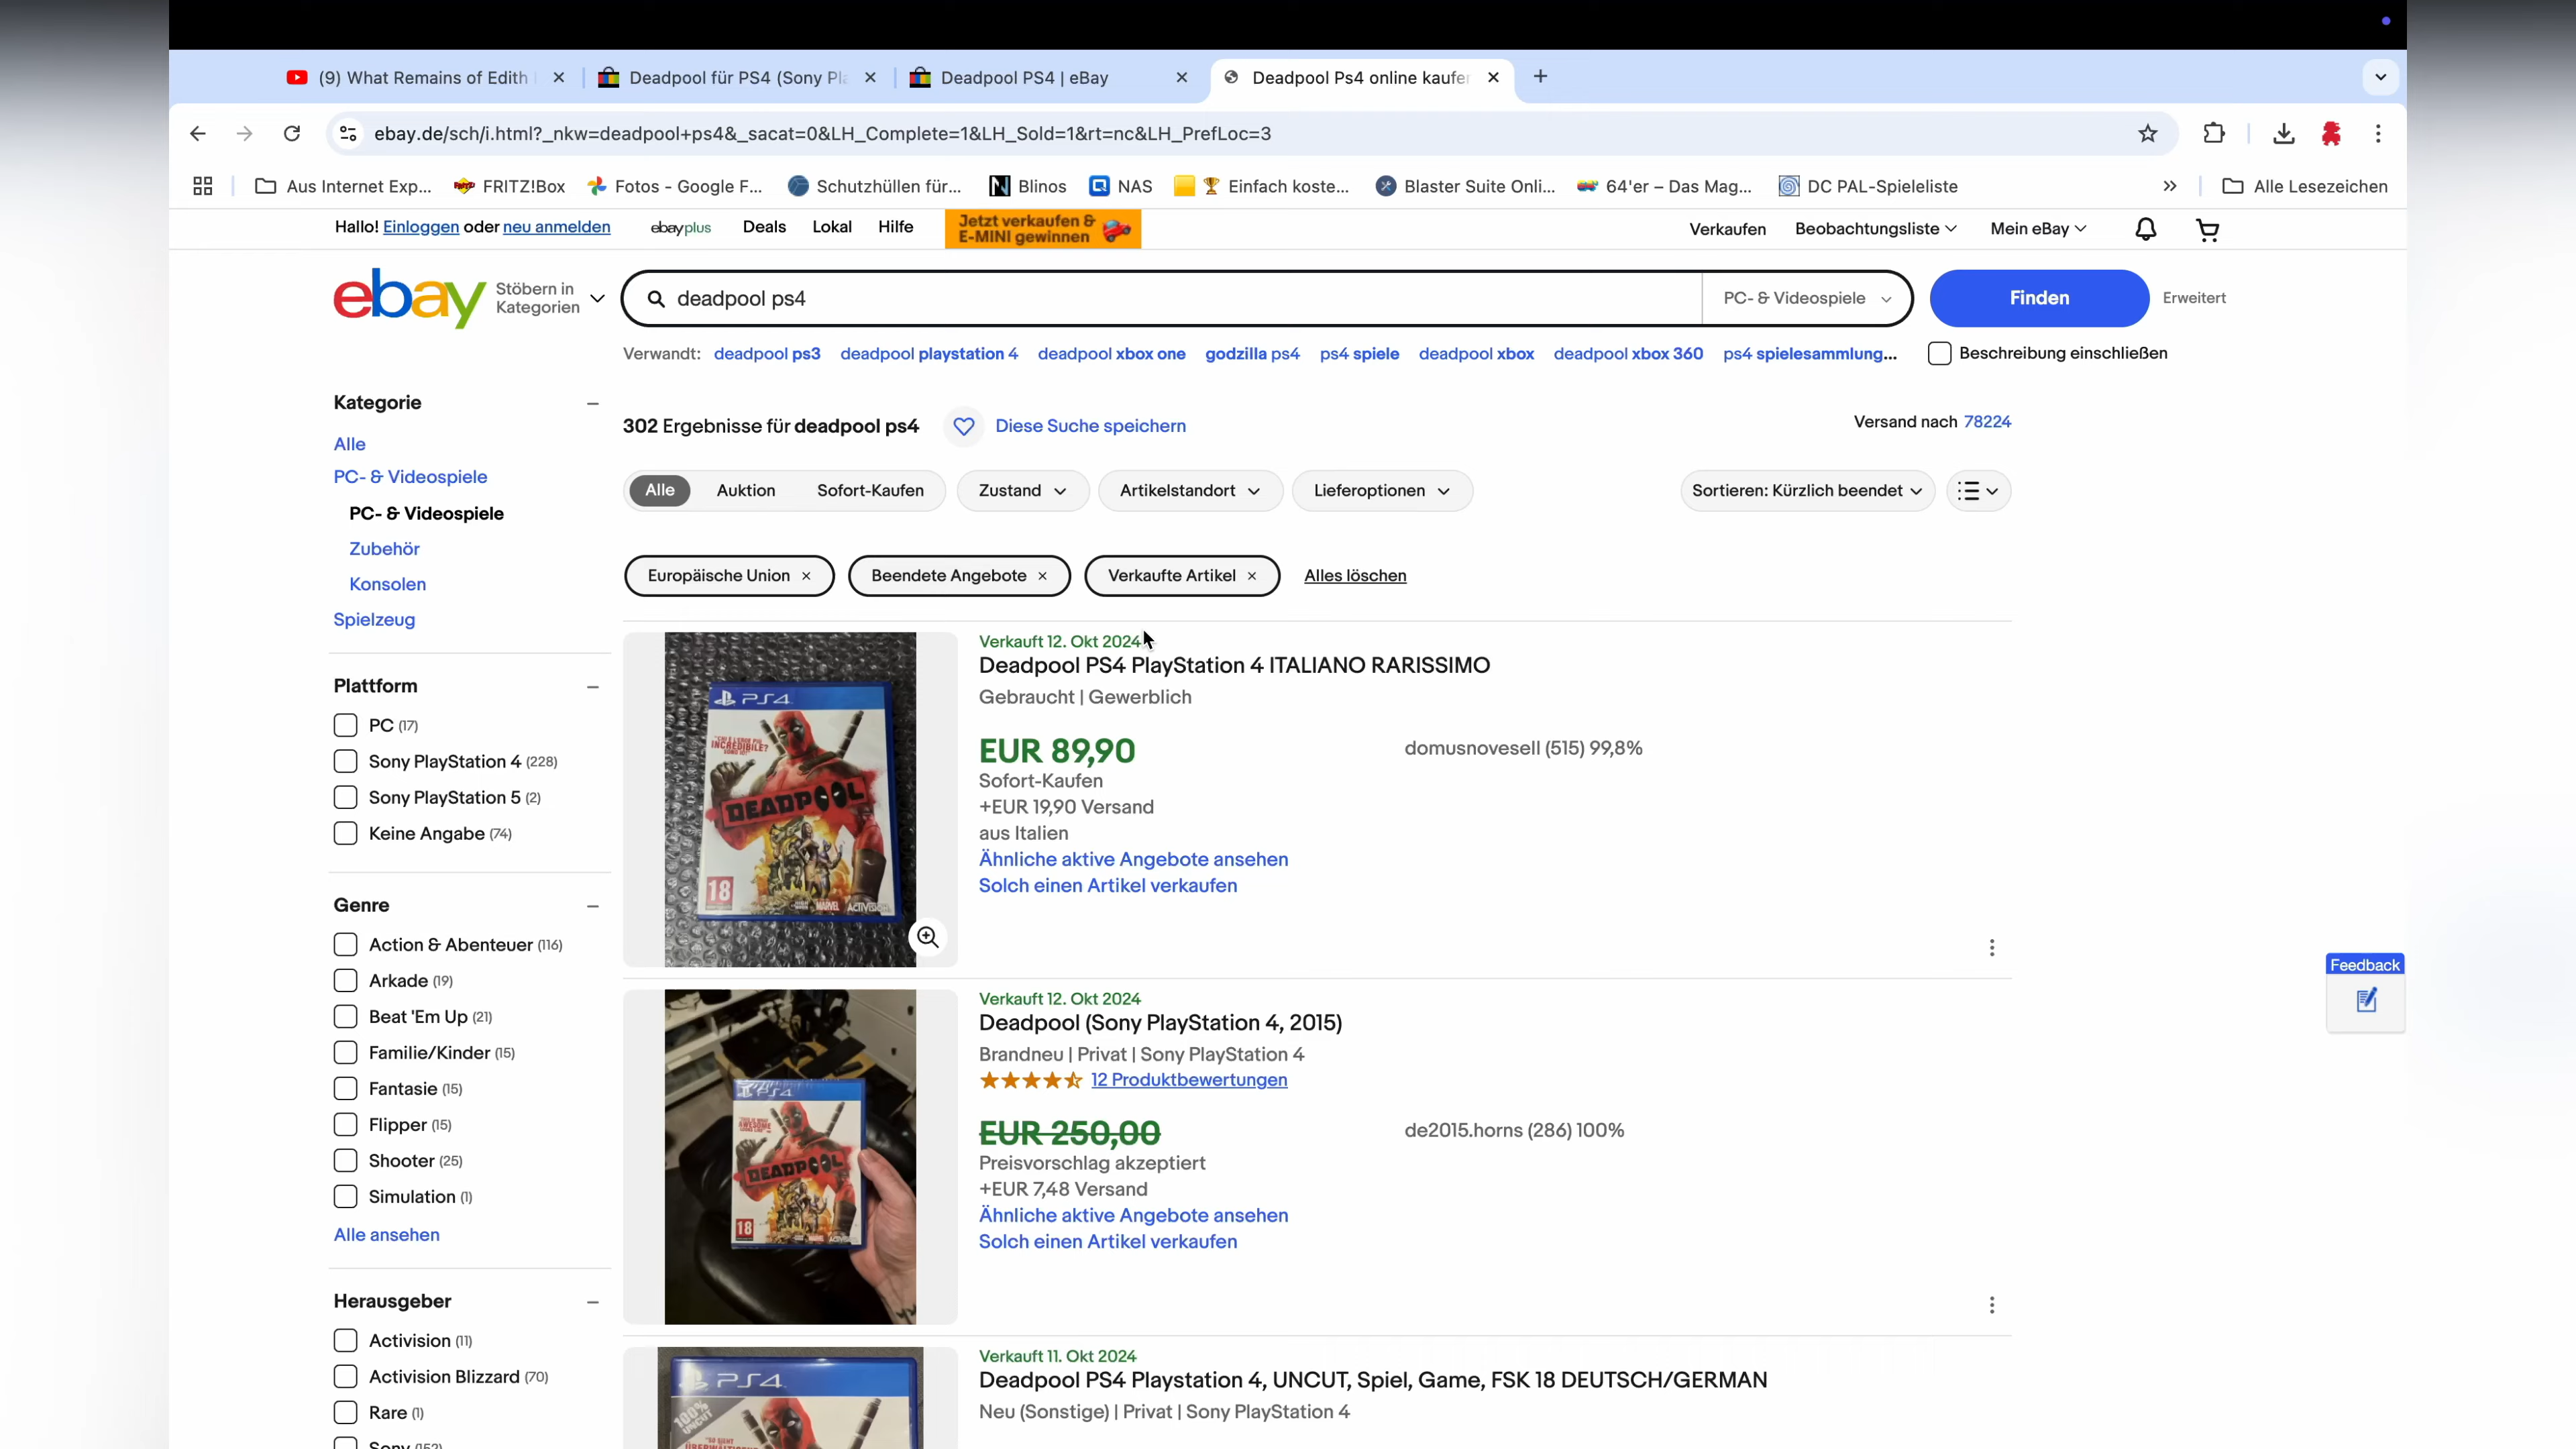 (9) What Remains of Edith
Deadpool für PS4 (Sony Pla
Deadpool PS4 | eBay
Deadpool Ps4 online kaufen
ebay.de/sch/i.html?_nkw=deadpool+ps4&_sacat=0&LH_Complete=1&LH_Sold=1&rt=nc&LH_PrefLoc=3
Aus Internet Exp...
FRITZ!Box
Fotos - Google F...
Schutzhüllen für...
Blinos
NAS
Einfach koste...
Blaster Suite Onli...
64'er – Das Mag...
DC PAL-Spieleliste
Alle Lesezeichen
Hallo! Einloggen oder neu anmelden
ebayplus
Deals
Lokal
Hilfe
Jetzt verkaufen &
E-MINI gewinnen
Verkaufen
Beobachtungsliste
Mein eBay
ebay
Stöbern in
Kategorien
deadpool ps4
PC- & Videospiele
Finden
Erweitert
Verwandt: deadpool ps3 deadpool playstation 4 deadpool xbox one godzilla ps4 ps4 spiele deadpool xbox deadpool xbox 360 ps4 spielesammlung...
Beschreibung einschließen
Kategorie
Alle
PC- & Videospiele
PC- & Videospiele
Zubehör
Konsolen
Spielzeug
Plattform
PC (17)
Sony PlayStation 4 (228)
Sony PlayStation 5 (2)
Keine Angabe (74)
Genre
Action & Abenteuer (116)
Arkade (19)
Beat 'Em Up (21)
Familie/Kinder (15)
Fantasie (15)
Flipper (15)
Shooter (25)
Simulation (1)
Alle ansehen
Herausgeber
Activision (11)
Activision Blizzard (70)
Rare (1)
Sony (152)
302 Ergebnisse für deadpool ps4
Diese Suche speichern
Versand nach 78224
Alle
Auktion
Sofort-Kaufen
Zustand
Artikelstandort
Lieferoptionen
Sortieren: Kürzlich beendet
Europäische Union
Beendete Angebote
Verkaufte Artikel
Alles löschen
PS4
INCREDIBILE?
DEADPOOL
18
MARVEL
ACTIVISION
Verkauft 12. Okt 2024
Deadpool PS4 PlayStation 4 ITALIANO RARISSIMO
Gebraucht | Gewerblich
EUR 89,90
Sofort-Kaufen
+EUR 19,90 Versand
aus Italien
Ähnliche aktive Angebote ansehen
Solch einen Artikel verkaufen
domusnovesell (515) 99,8%
PS4
AWESOME
DEADPOOL
18
Verkauft 12. Okt 2024
Deadpool (Sony PlayStation 4, 2015)
Brandneu | Privat | Sony PlayStation 4
12 Produktbewertungen
EUR 250,00
Preisvorschlag akzeptiert
+EUR 7,48 Versand
Ähnliche aktive Angebote ansehen
Solch einen Artikel verkaufen
de2015.horns (286) 100%
PS4
100%
UNCUT
Verkauft 11. Okt 2024
Deadpool PS4 Playstation 4, UNCUT, Spiel, Game, FSK 18 DEUTSCH/GERMAN
Neu (Sonstige) | Privat | Sony PlayStation 4
Feedback